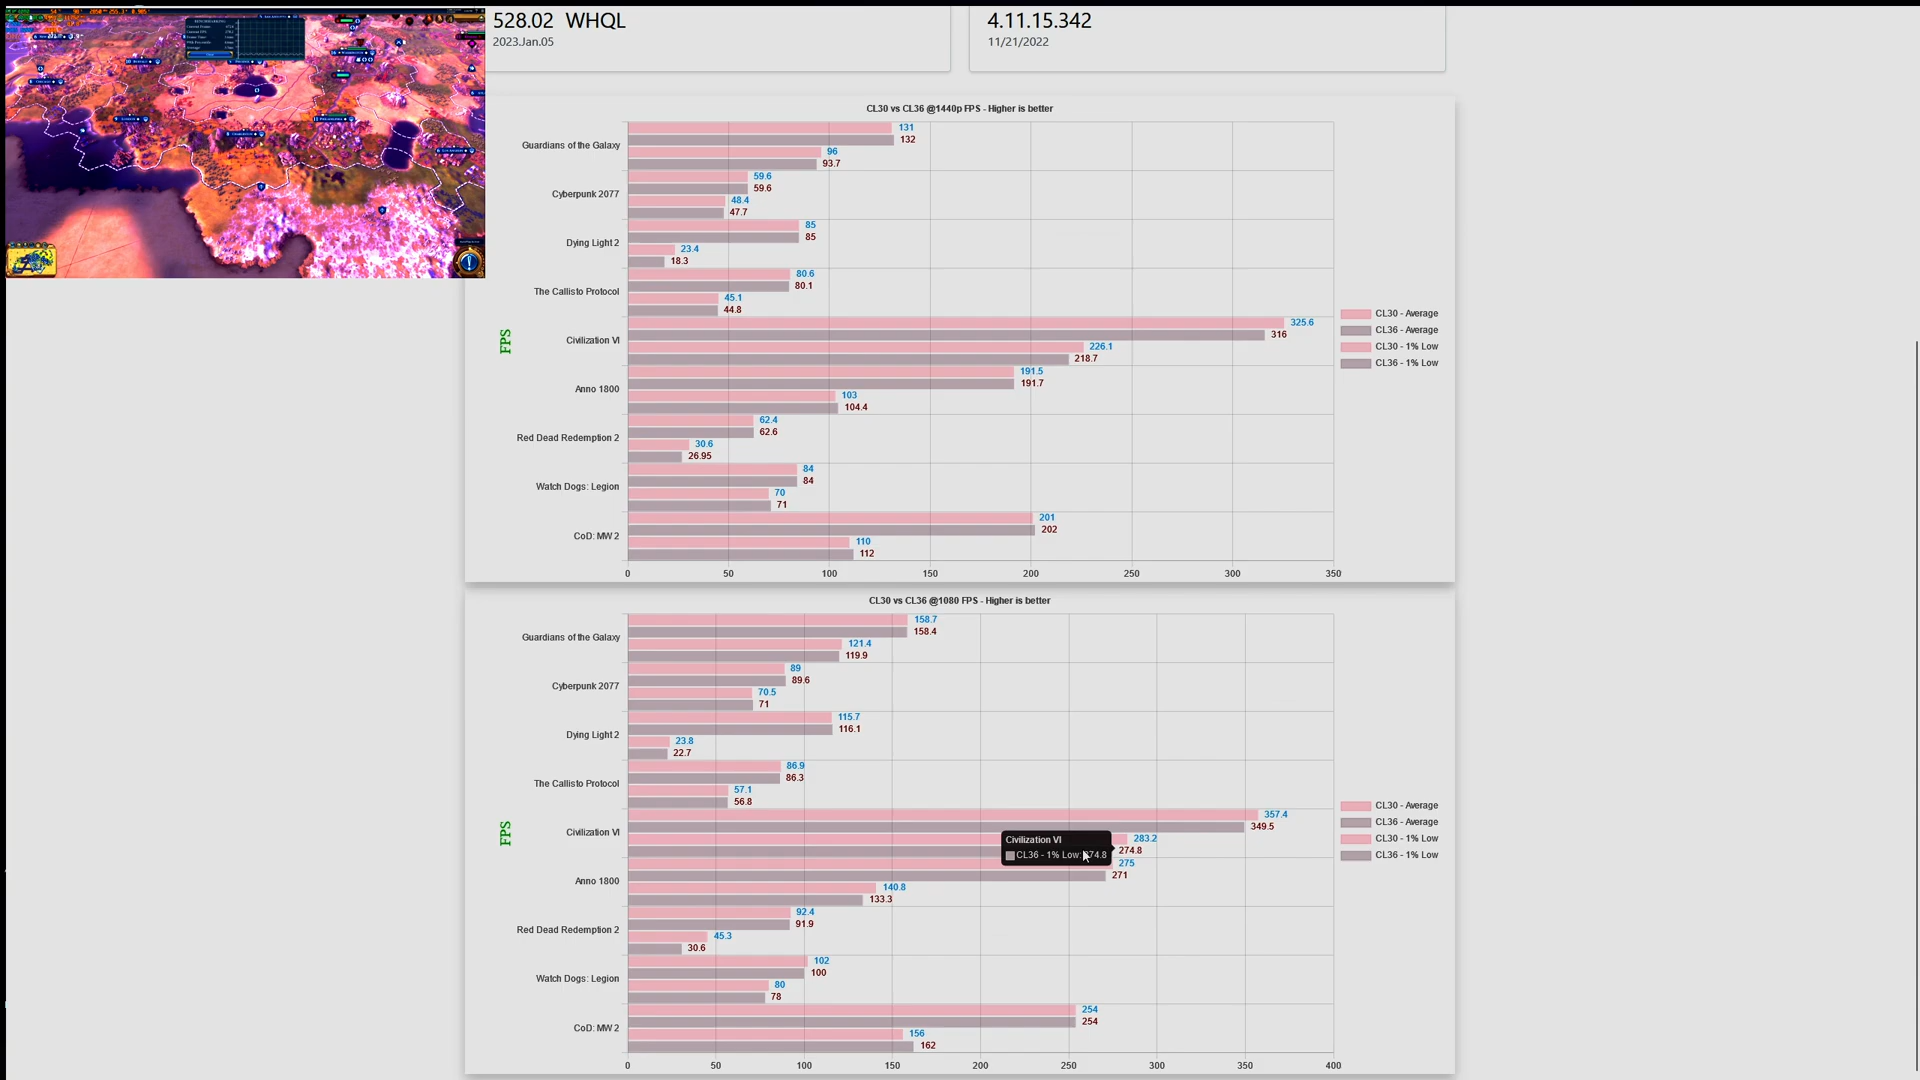 528.02 WHQL
2023.Jan.05
4.11.15.342
11/21/2022
CL30 vs CL36 @1440p FPS - Higher is better
Guardians of the Galaxy
131
132
96
93.7
Cyberpunk 2077
59.6
59.6
48.4
47.7
Dying Light 2
85
85
23.4
18.3
The Callisto Protocol
80.6
80.1
45.1
44.8
Civilization VI
325.6
316
226.1
218.7
Anno 1800
191.5
191.7
103
104.4
Red Dead Redemption 2
62.4
62.6
30.6
26.95
Watch Dogs: Legion
84
84
70
71
CoD: MW 2
201
202
110
112
FPS
CL30 - Average
CL36 - Average
CL30 - 1% Low
CL36 - 1% Low
0 50 100 150 200 250 300 350
CL30 vs CL36 @1080 FPS - Higher is better
Guardians of the Galaxy
158.7
158.4
121.4
119.9
Cyberpunk 2077
89
89.6
70.5
71
Dying Light 2
115.7
116.1
23.8
22.7
The Callisto Protocol
86.9
86.3
57.1
56.8
Civilization VI
357.4
349.5
283.2
274.8
Civilization VI
CL36 - 1% Low: 274.8
Anno 1800
275
271
140.8
133.3
Red Dead Redemption 2
92.4
91.9
45.3
30.6
Watch Dogs: Legion
102
100
80
78
CoD: MW 2
254
254
156
162
FPS
CL30 - Average
CL36 - Average
CL30 - 1% Low
CL36 - 1% Low
0 50 100 150 200 250 300 350 400